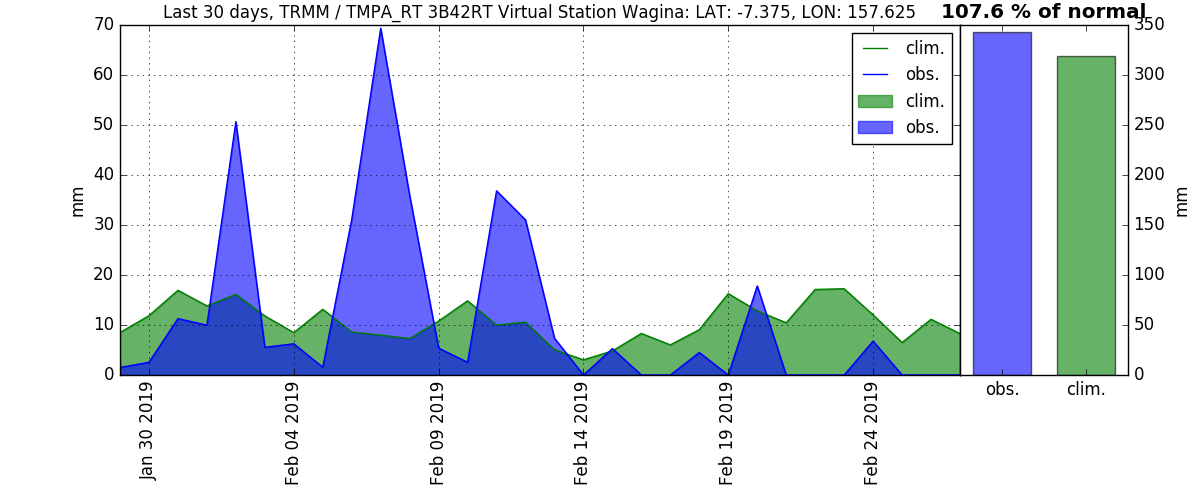 Last 30 days, TRMM / TMPA_RT 3B42RT Virtual Station Wagina: LAT: -7.375, LON: 157.625
107.6 % of normal
70
60
50
40
30
20
10
0
mm
clim.
obs.
clim.
obs.
350
300
250
200
150
100
50
0
mm
Jan 30 2019
Feb 04 2019
Feb 09 2019
Feb 14 2019
Feb 19 2019
Feb 24 2019
obs.
clim.